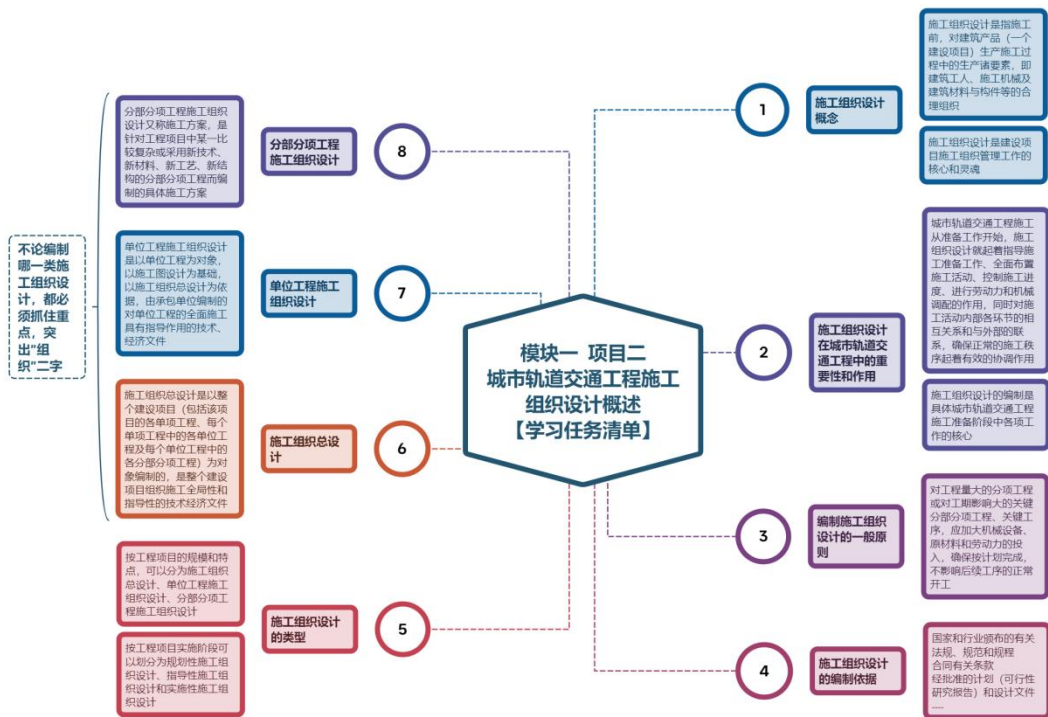 模块一 项目二
城市轨道交通工程施工
组织设计概述
【学习任务清单】
1
施工组织设计
概念
施工组织设计是指施工
前，对建筑产品（一个
建设项目）生产施工过
程中的生产诸要素，即
建筑工人、施工机械及
建筑材料与构件等的合
理组织
施工组织设计是建设项
目施工组织管理工作的
核心和灵魂
2
施工组织设计
在城市轨道交
通工程中的重
要性和作用
城市轨道交通工程施工
从准备工作开始，施工
组织设计就起着指导施
工准备工作、全面布置
施工活动、控制施工进
度、进行劳动力和机械
调配的作用，同时对施
工活动内部各环节的相
互关系和与外部的联
系，确保正常的施工秩
序起着有效的协调作用
施工组织设计的编制是
具体城市轨道交通工程
施工准备阶段中各项工
作的核心
3
编制施工组织
设计的一般原
则
对工程量大的分项工程
或对工期影响大的关键
分部分项工程、关键工
序，应加大机械设备、
原材料和劳动力的投
入，确保按计划完成，
不影响后续工序的正常
开工
4
施工组织设计
的编制依据
国家和行业颁布的有关
法规、规范和规程
合同有关条款
经批准的计划（可行性
研究报告）和设计文件
....
5
施工组织设计
的类型
按工程项目的规模和特
点，可以分为施工组织
总设计、单位工程施工
组织设计、分部分项工
程施工组织设计
按工程项目实施阶段可
以划分为规划性施工组
织设计、指导性施工组
织设计和实施性施工组
织设计
6
施工组织总设
计
施工组织总设计是以整
个建设项目（包括该项
目的各单项工程、每个
单项工程中的各单位工
程及每个单位工程中的
各分部分项工程）为对
象编制的，是整个建设
项目组织施工全局性和
指导性的技术经济文件
7
单位工程施工
组织设计
单位工程施工组织设计
是以单位工程为对象，
以施工图设计为基础，
以施工组织总设计为依
据，由承包单位编制的
对单位工程的全面施工
具有指导作用的技术、
经济文件
8
分部分项工程
施工组织设计
分部分项工程施工组织
设计又称施工方案，是
针对工程项目中某一比
较复杂或采用新技术、
新材料、新工艺、新结
构的分部分项工程而编
制的具体施工方案
不论编制
哪一类施
工组织设
计，都必
须抓住重
点，突
出“组
织”二字